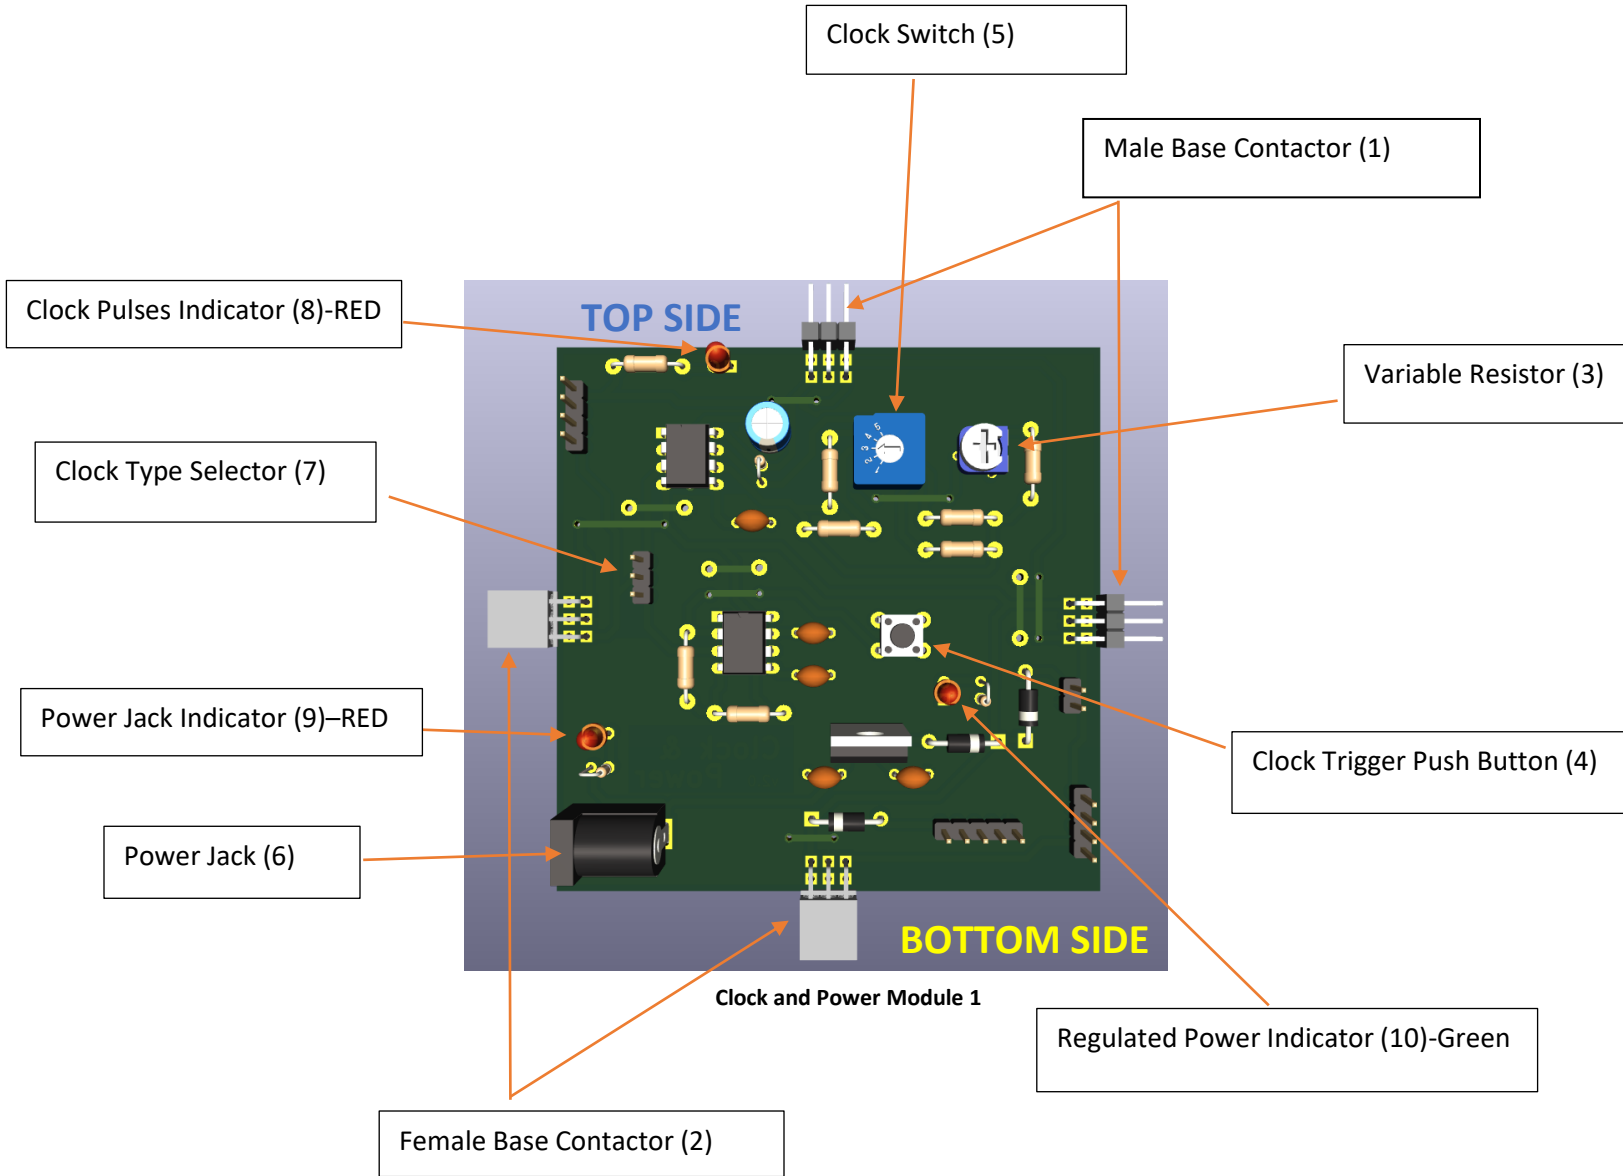 Clock Switch (5)
Male Base Contactor (1)
Clock Pulses Indicator (8)-RED
TOP SIDE
Variable Resistor (3)
Clock Type Selector (7)
Power Jack Indicator (9)–RED
Clock Trigger Push Button (4)
Power Jack (6)
BOTTOM SIDE
Clock and Power Module 1
Regulated Power Indicator (10)-Green
Female Base Contactor (2)